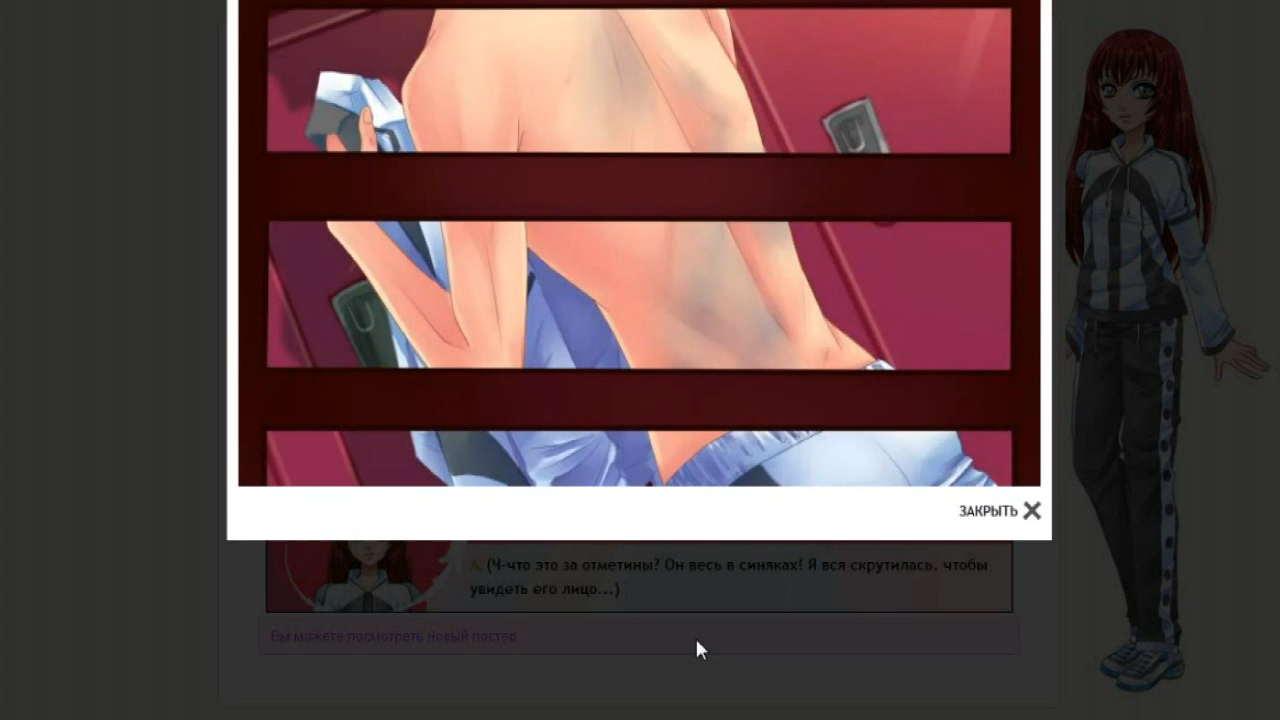 ЗАКРЫТЬ
(Ч-что это за отметины? Он весь в синяках! Я вся скрутилась, чтобы
увидеть его лицо...)
Вы можете посмотреть новый постер